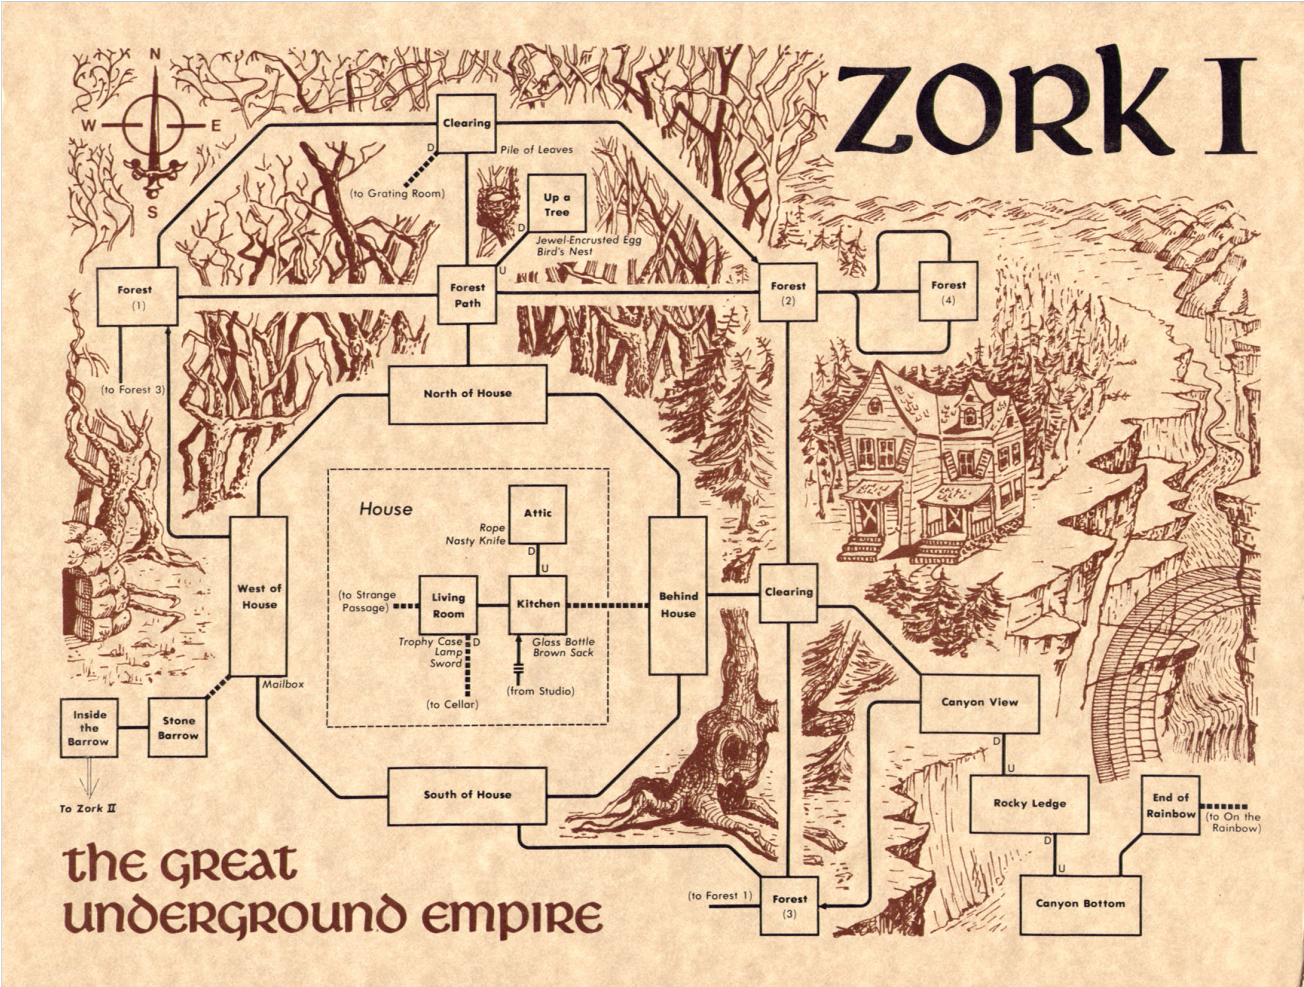 ZORK I
N
W
E
S
Clearing
D
Pile of Leaves
(to Grating Room)
Up a
Tree
D
Jewel-Encrusted Egg
Bird's Nest
U
Forest
(1)
Forest
Path
Forest
(2)
Forest
(4)
(to Forest 3)
North of House
House
Attic
Rope
Nasty Knife
D
U
(to Strange
Passage)
Living
Room
Kitchen
Trophy Case
Lamp
Sword
D
Glass Bottle
Brown Sack
(from Studio)
(to Cellar)
West of
House
Behind
House
Clearing
Mailbox
Inside
the
Barrow
Stone
Barrow
To Zork II
South of House
Canyon View
D
U
Rocky Ledge
D
U
Canyon Bottom
End of
Rainbow
(to On the
Rainbow)
(to Forest 1)
Forest
(3)
the GREAT
UNDERGROUND EMPIRE